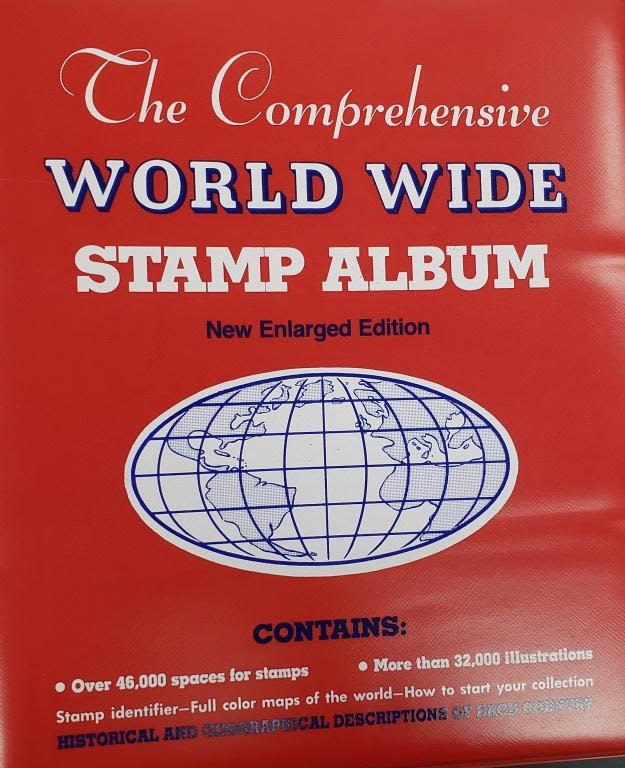 The Comprehensive
WORLD WIDE
STAMP ALBUM
New Enlarged Edition
CONTAINS:
• Over 46,000 spaces for stamps • More than 32,000 illustrations
Stamp identifier—Full color maps of the world—How to start your collection
HISTORICAL AND GEOGRAPHICAL DESCRIPTIONS OF EACH COUNTRY